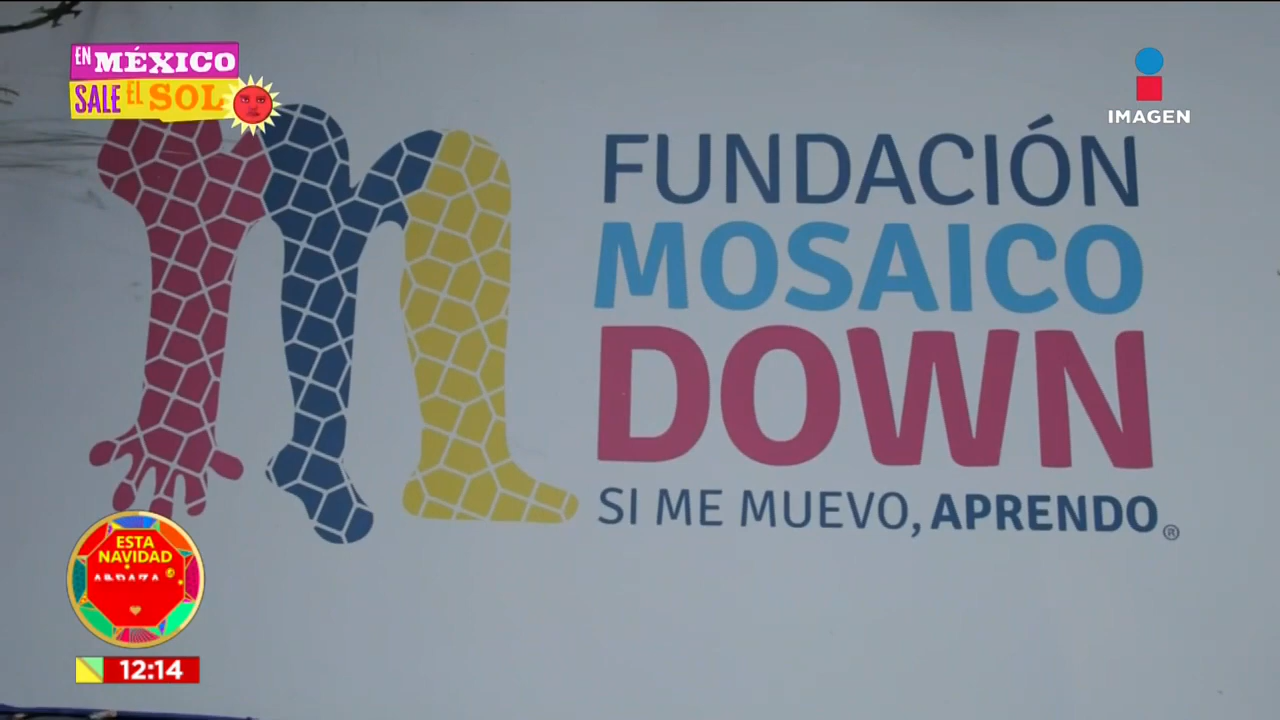 EN MÉXICO
SALE EL SOL
IMAGEN
FUNDACIÓN
MOSAICO
DOWN
SI ME MUEVO, APRENDO®
ESTA
NAVIDAD
12:14